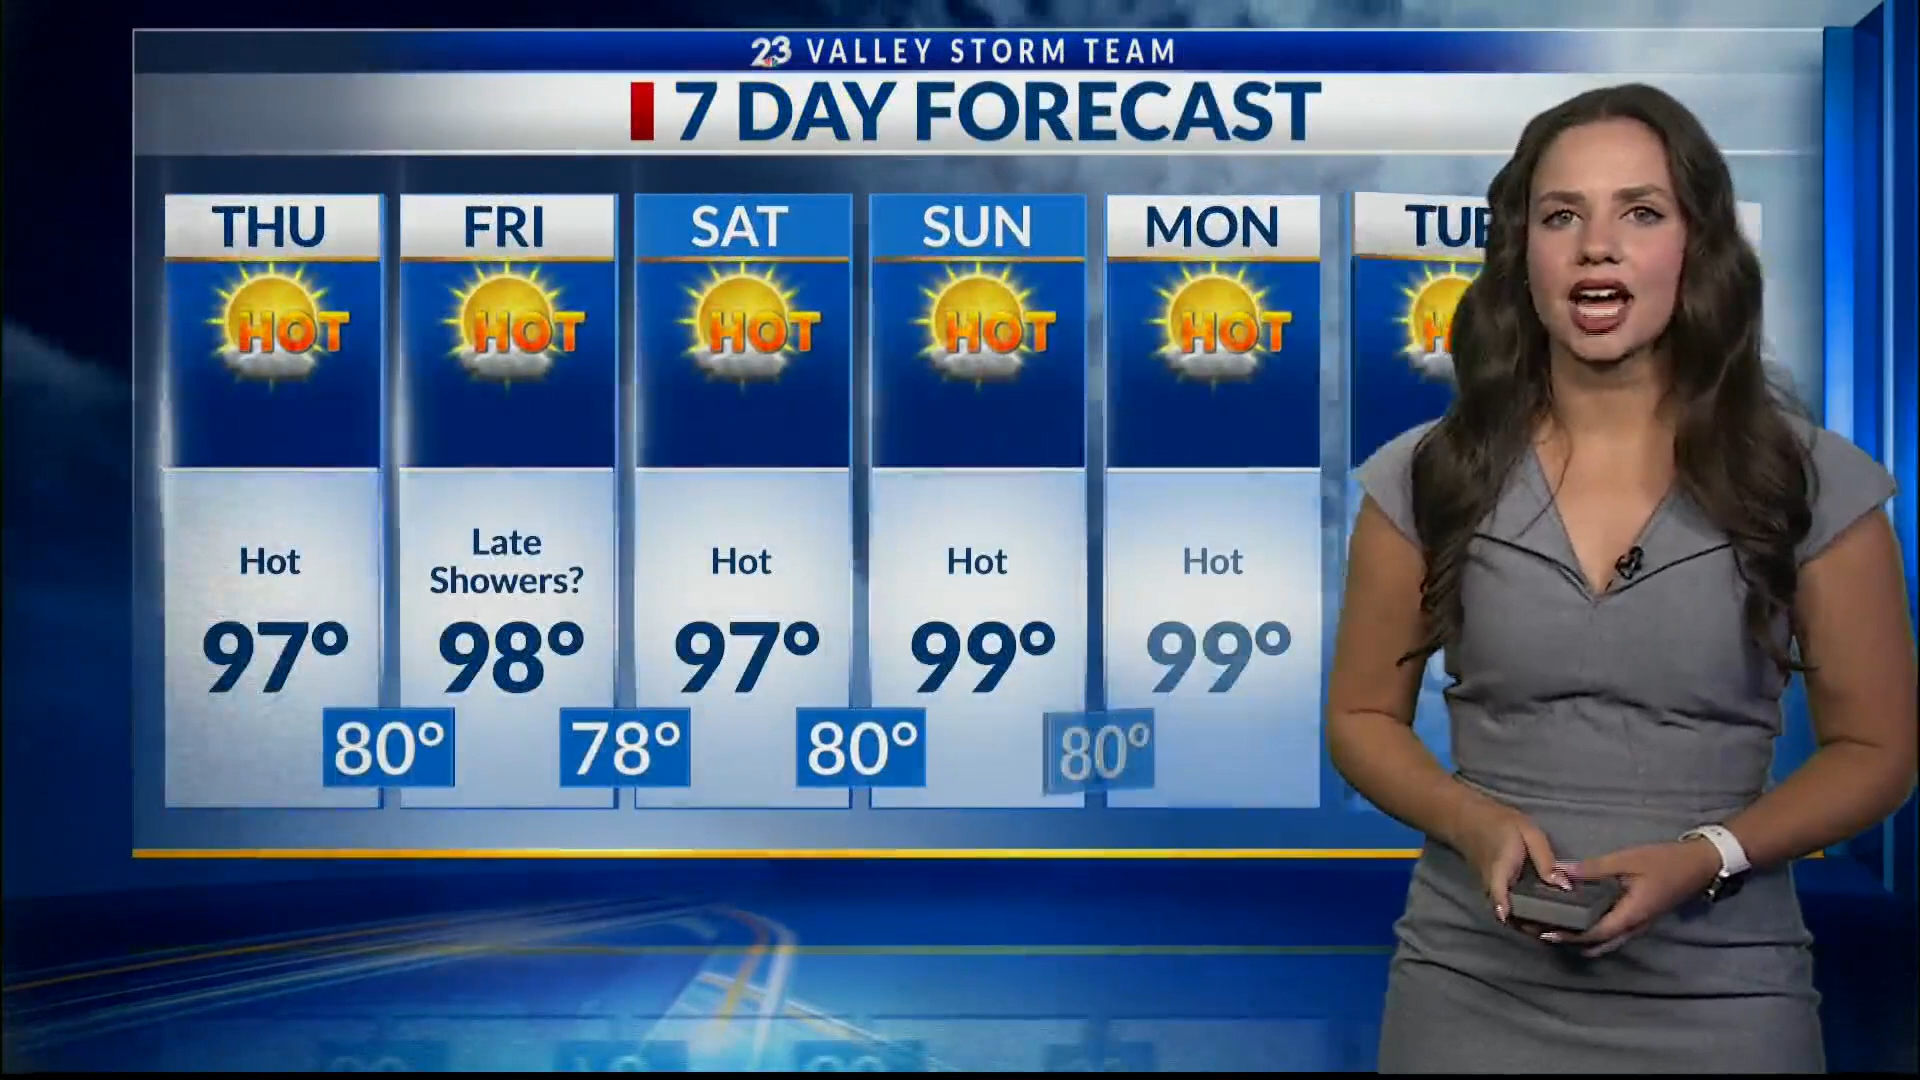 23 VALLEY STORM TEAM
7 DAY FORECAST
THU FRI SAT SUN MON
HOT HOT HOT HOT HOT
Hot Late Showers? Hot Hot Hot
97° 98° 97° 99° 99°
80° 78° 80° 80°